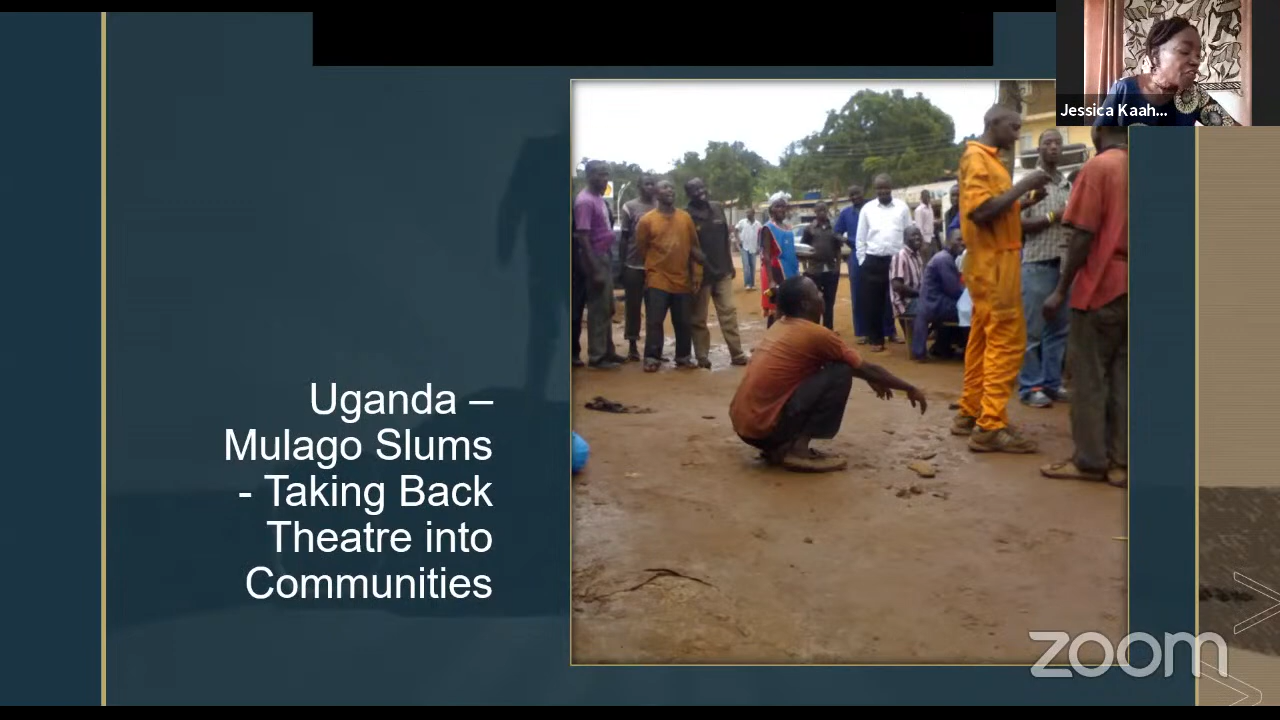 Jessica Kaah...
Uganda –
Mulago Slums
- Taking Back
Theatre into
Communities
zoom